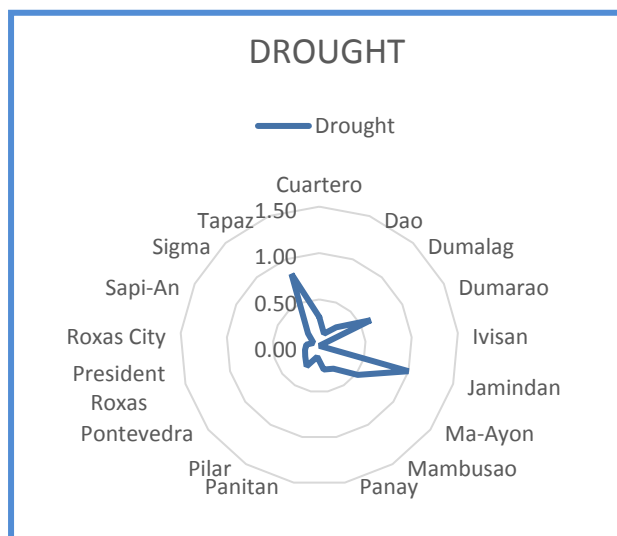 DROUGHT
Drought
Cuartero
Dao
Dumalag
Dumarao
Ivisan
Jamindan
Ma-Ayon
Mambusao
Panay
Panitan
Pilar
Pontevedra
President
Roxas
Roxas City
Sapi-An
Sigma
Tapaz
1.50
1.00
0.50
0.00